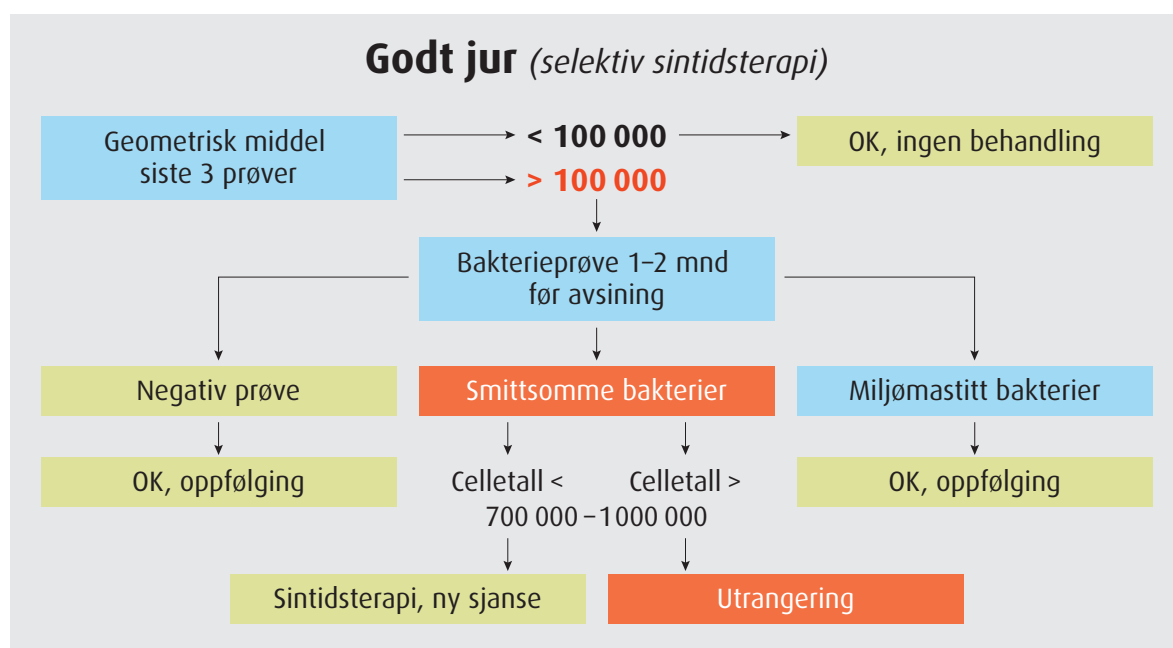 Godt jur (selektiv sintidsterapi)
Geometrisk middel
siste 3 prøver
< 100 000
OK, ingen behandling
> 100 000
Bakterieprøve 1–2 mnd
før avsining
Negativ prøve
Smittsomme bakterier
Miljømastitt bakterier
OK, oppfølging
Celletall <
Celletall >
700 000 – 1000 000
OK, oppfølging
Sintidsterapi, ny sjanse
Utrangering